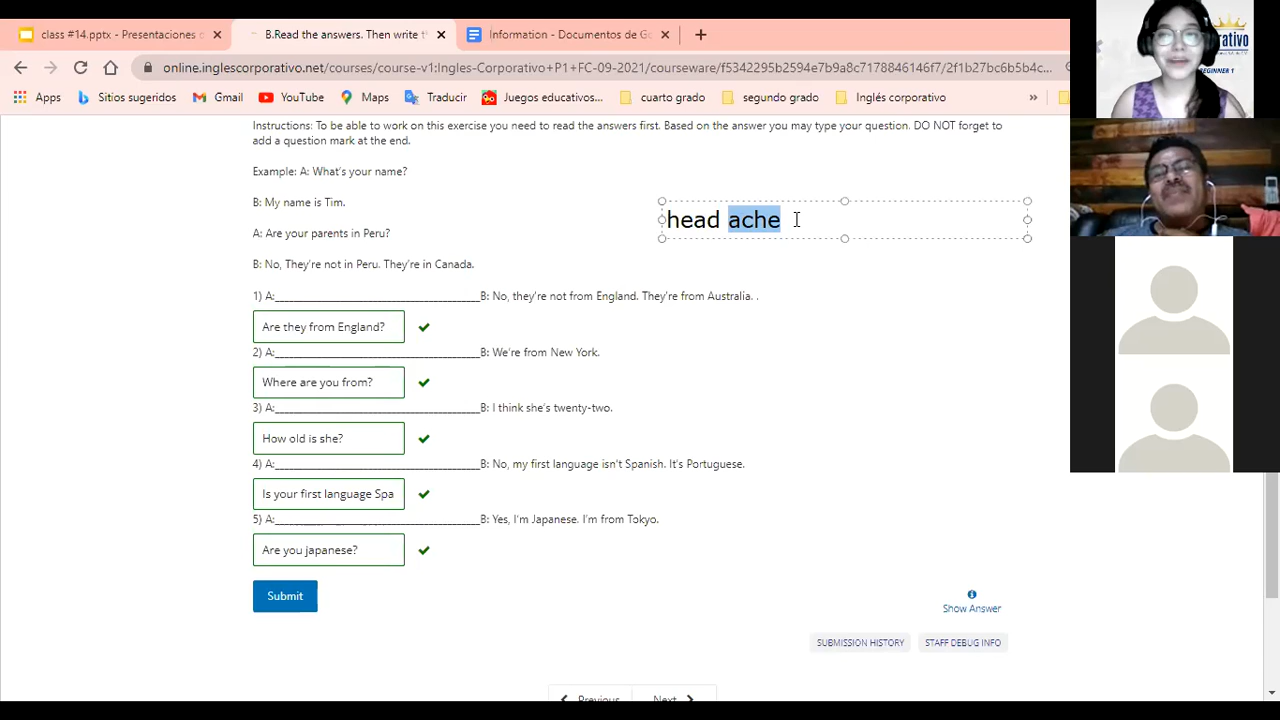 class #14.pptx - Presentaciones
B.Read the answers. Then write t
Information - Documentos de Go
online.inglescorporativo.net/courses/course-v1:Ingles-Corporativo+P1+FC-09-2021/courseware/f5342295b2594e7b9a8c7178846146f7/2f1b27bc6b5b4c...
Apps
Sitios sugeridos
Gmail
YouTube
Maps
Traducir
Juegos educativos...
cuarto grado
segundo grado
Inglés corporativo
»
Instructions: To be able to work on this exercise you need to read the answers first. Based on the answer you may type your question. DO NOT forget to
add a question mark at the end.
Example: A: What's your name?
B: My name is Tim.
A: Are your parents in Peru?
B: No, They're not in Peru. They're in Canada.
head ache
1) A:___________________________________B: No, they're not from England. They're from Australia. .
Are they from England?
2) A:___________________________________B: We're from New York.
Where are you from?
3) A:___________________________________B: I think she's twenty-two.
How old is she?
4) A:___________________________________B: No, my first language isn't Spanish. It's Portuguese.
Is your first language Spa
5) A:___________________________________B: Yes, I'm Japanese. I'm from Tokyo.
Are you japanese?
Submit
Show Answer
SUBMISSION HISTORY
STAFF DEBUG INFO
Previous
Next
BEGINNER 1